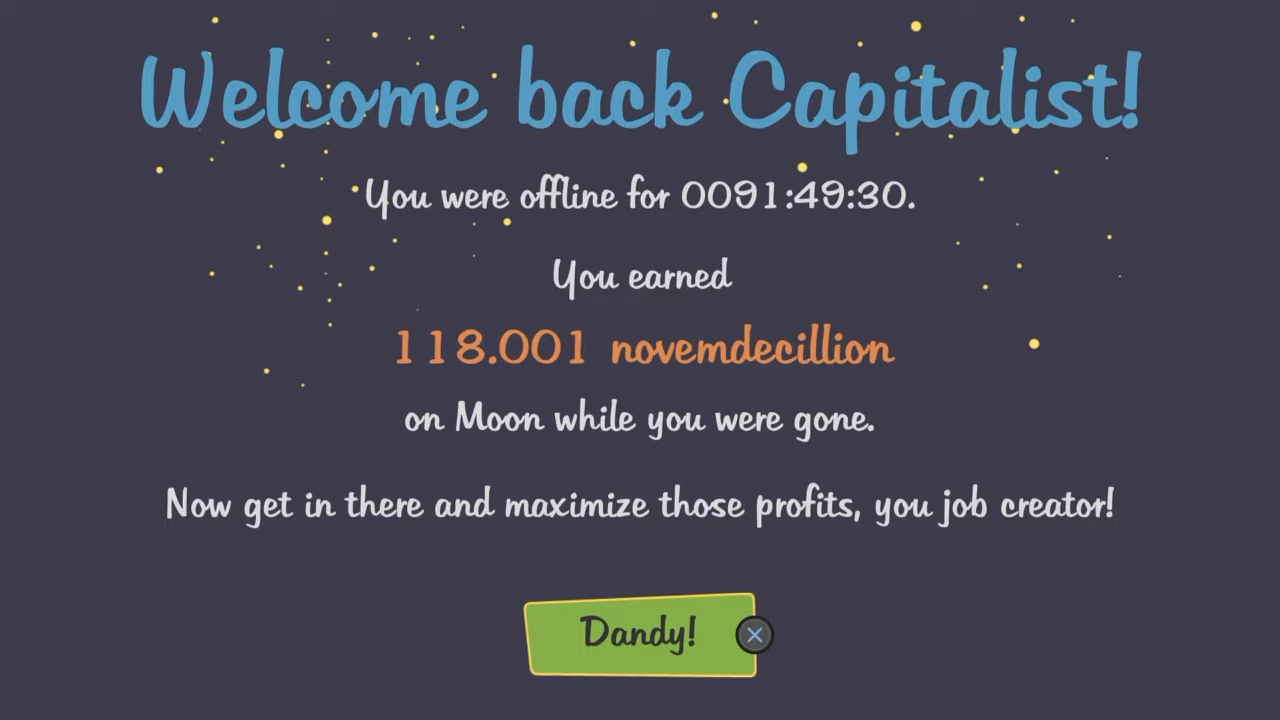 Welcome back Capitalist!
You were offline for 0091:49:30.
You earned
118.001 novemdecillion
on Moon while you were gone.
Now get in there and maximize those profits, you job creator!
Dandy!